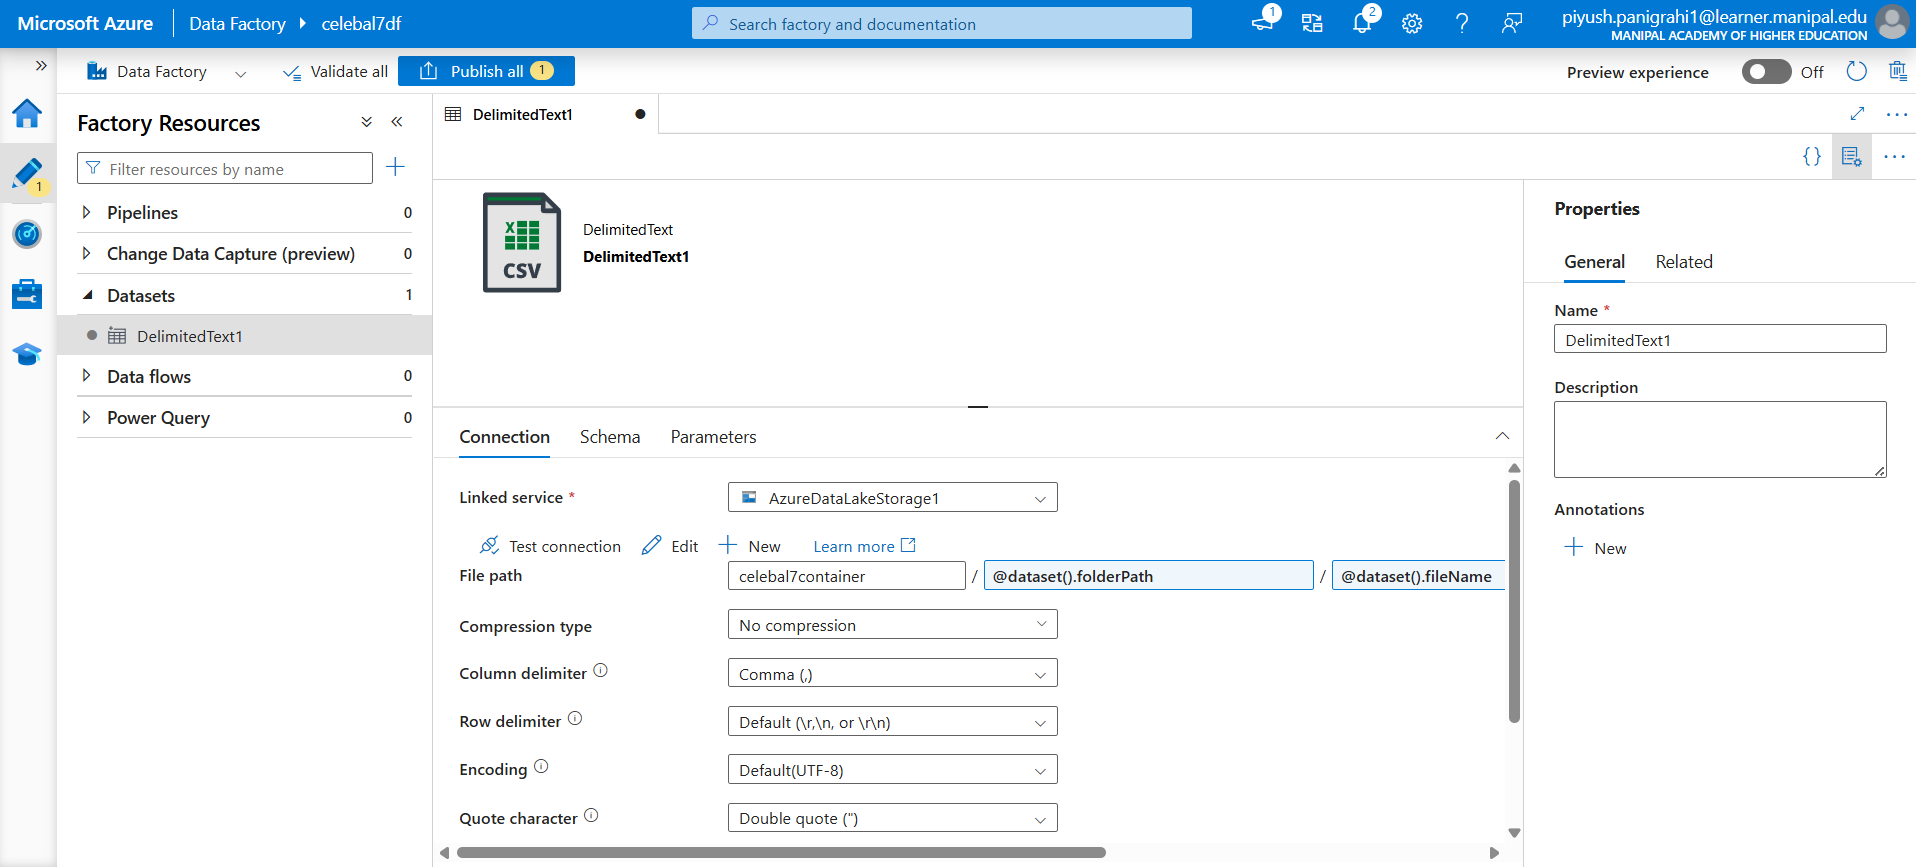 Microsoft Azure
Data Factory
celebal7df
Search factory and documentation
1
2
piyush.panigrahi1@learner.manipal.edu
MANIPAL ACADEMY OF HIGHER EDUCATION
Data Factory
Validate all
Publish all 1
Preview experience
Off
1
Factory Resources
Filter resources by name
Pipelines 0
Change Data Capture (preview) 0
Datasets 1
DelimitedText1
Data flows 0
Power Query 0
DelimitedText1
X
CSV
DelimitedText
DelimitedText1
Connection
Schema
Parameters
Linked service *
AzureDataLakeStorage1
Test connection
Edit
New
Learn more
File path
celebal7container / @dataset().folderPath / @dataset().fileName
Compression type
No compression
Column delimiter
Comma (,)
Row delimiter
Default (\r,\n, or \r\n)
Encoding
Default(UTF-8)
Quote character
Double quote (")
Properties
General
Related
Name *
DelimitedText1
Description
Annotations
New